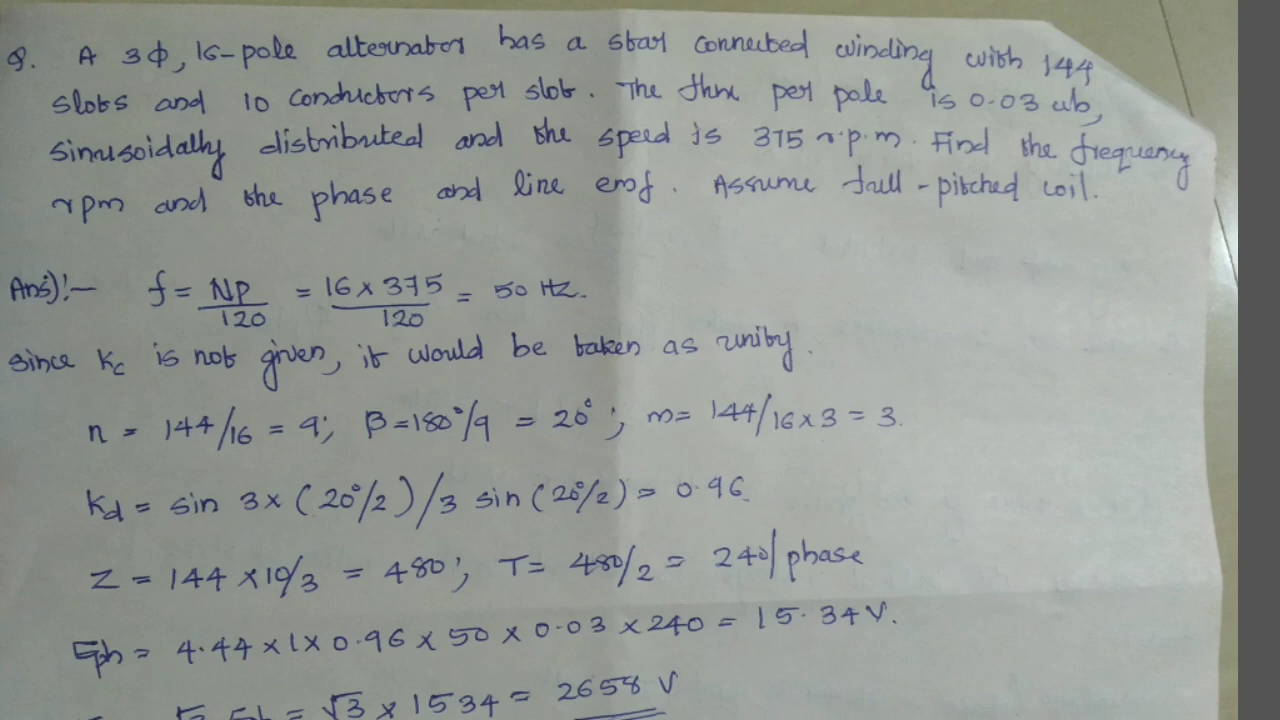 Q. A 3φ, 16-pole alternator has a star connected winding with 144
slots and 10 conductors per slot. The flux per pole is 0.03 wb,
sinusoidally distributed and the speed is 375 r.p.m. Find the frequency
rpm and the phase and line emf. Assume full-pitched coil.
Ans):- f = NP/120 = 16 x 375/120 = 50 Hz.
since Kc is not given, it would be taken as unity.
n = 144/16 = 9; β = 180°/9 = 20°; m = 144/16 x 3 = 3.
Kd = sin 3 x (20°/2)/3 sin (20°/2) = 0.96
Z = 144 x 10/3 = 480; T = 480/2 = 240/phase
Eph = 4.44 x 1 x 0.96 x 50 x 0.03 x 240 = 15.34 V.
= √3 x 1534 = 2658 V